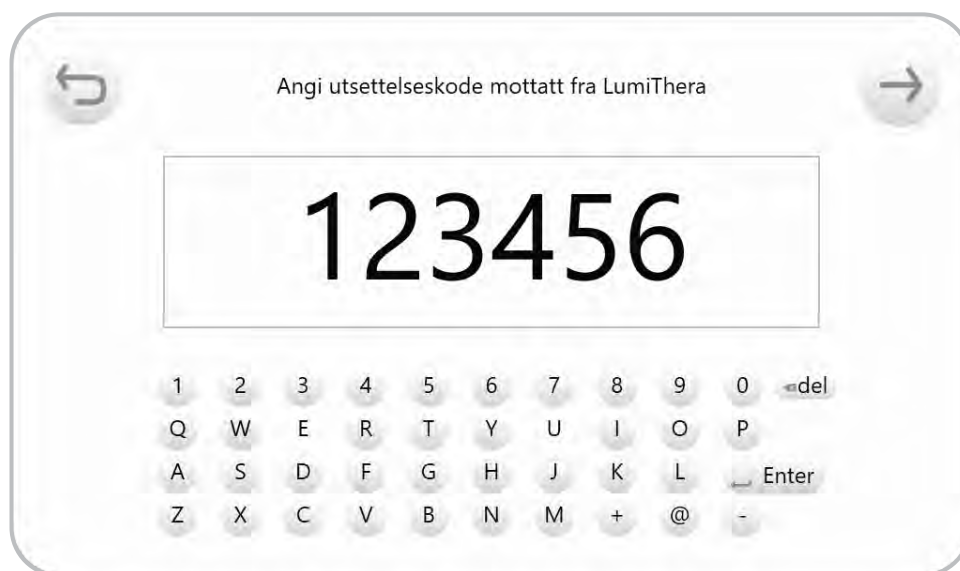 Angi utsettelseskode mottatt fra LumiThera
123456
1 2 3 4 5 6 7 8 9 0 del
Q W E R T Y U I O P
A S D F G H J K L Enter
Z X C V B N M + @ -